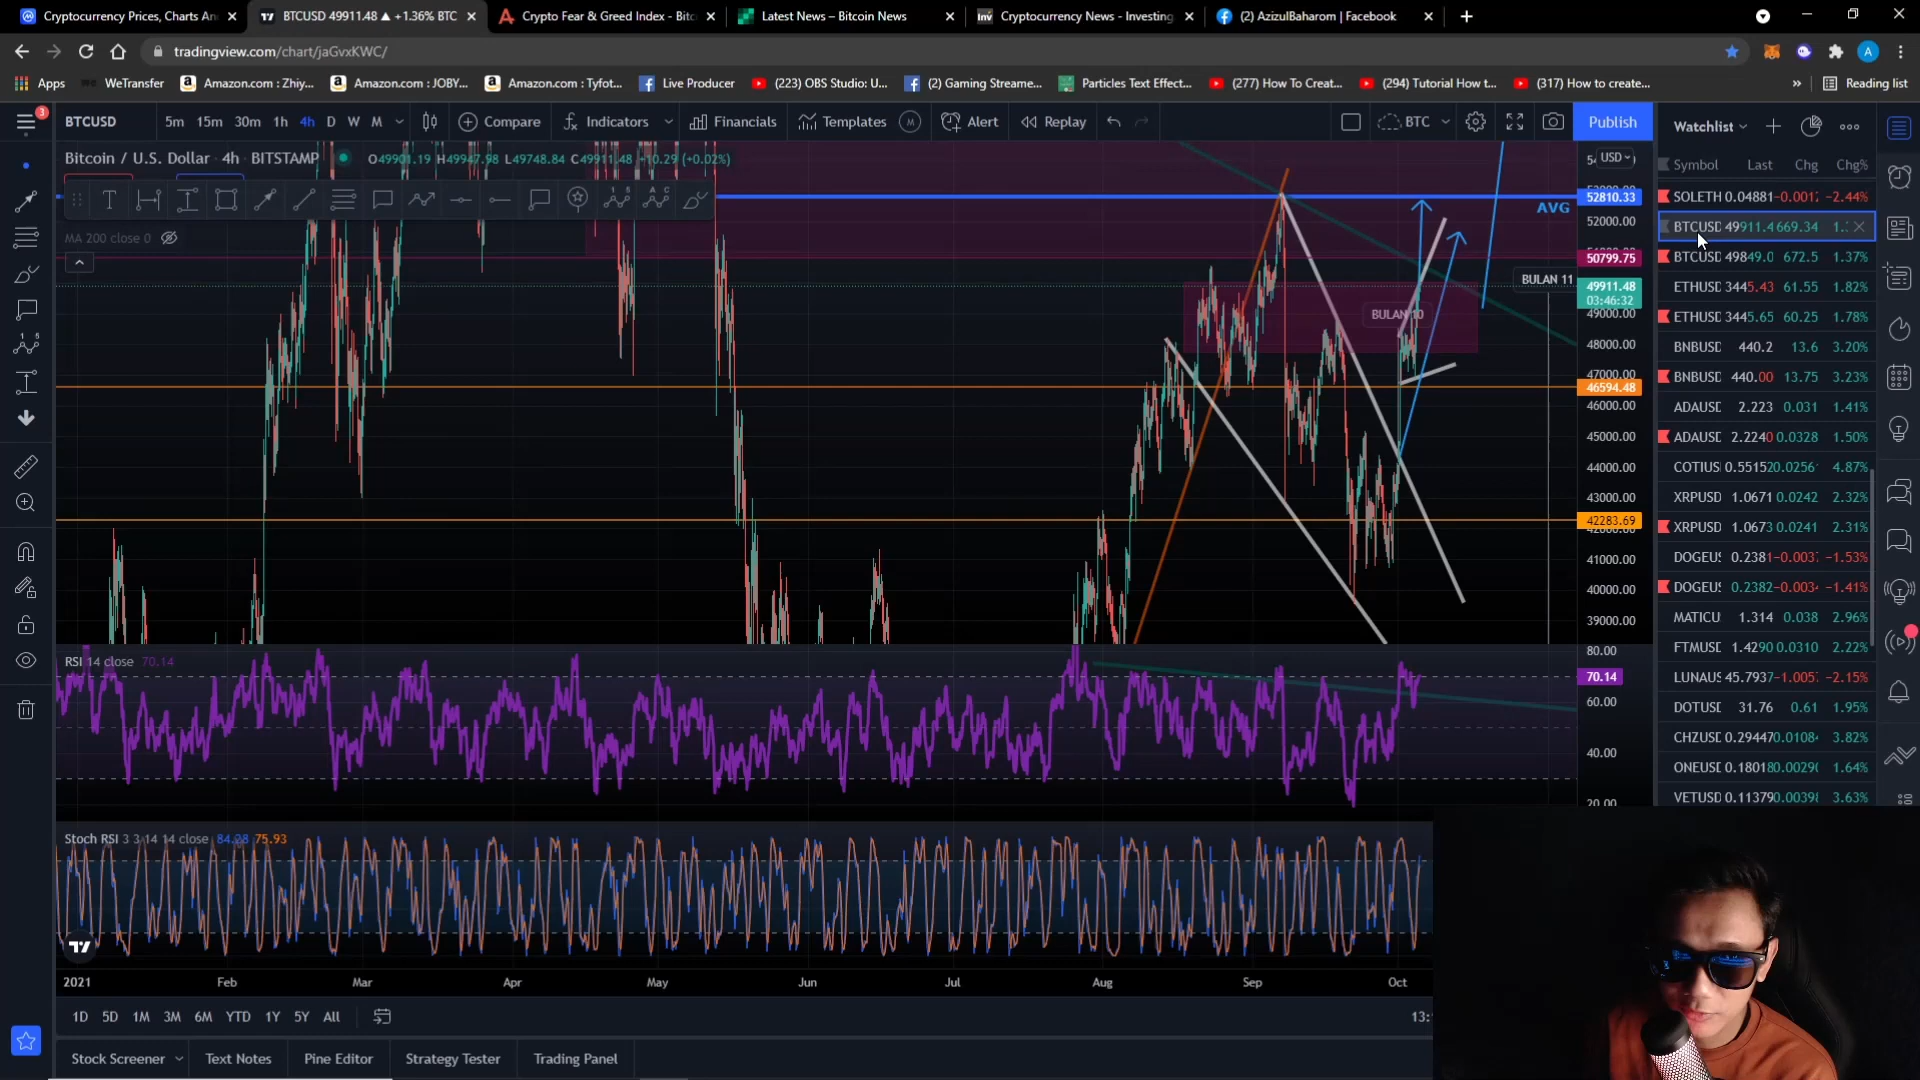 Cryptocurrency Prices, Charts An
BTCUSD 49911.48 ▲ +1.36% BTC
Crypto Fear & Greed Index - Bitc
Latest News – Bitcoin News
Cryptocurrency News - Investing
(2) AzizulBaharom | Facebook
tradingview.com/chart/jaGvxKWC/
Apps
WeTransfer
Amazon.com : Zhiy...
Amazon.com : JOBY...
Amazon.com : Tyfot...
Live Producer
(223) OBS Studio: U...
(2) Gaming Streame...
Particles Text Effect...
(277) How To Creat...
(294) Tutorial How t...
(317) How to create...
Reading list
3
BTCUSD
5m 15m 30m 1h 4h D W M
Compare
Indicators
Financials
Templates
M
Alert
Replay
BTC
Publish
Bitcoin / U.S. Dollar · 4h · BITSTAMP
O49901.19 H49947.98 L49748.84 C49911.48 +10.29 (+0.02%)
MA 200 close 0
USD
52810.33
AVG
52000.00
50799.75
BULAN 11
49911.48
03:46:32
49000.00
BULAN 10
48000.00
47000.00
46594.48
46000.00
45000.00
44000.00
43000.00
42283.69
41000.00
40000.00
39000.00
RSI 14 close 70.14
80.00
70.14
60.00
40.00
20.00
Stoch RSI 3 3 14 14 close 84.28 75.93
2021 Feb Mar Apr May Jun Jul Aug Sep Oct
1D 5D 1M 3M 6M YTD 1Y 5Y All
13:
Stock Screener
Text Notes
Pine Editor
Strategy Tester
Trading Panel
Watchlist
Symbol Last Chg Chg%
SOLETH 0.04881 -0.0012 -2.44%
BTCUSD 49911.4 669.34 1.
BTCUSD 49849.0 672.5 1.37%
ETHUSD 3445.43 61.55 1.82%
ETHUSD 3445.65 60.25 1.78%
BNBUSD 440.2 13.6 3.20%
BNBUSD 440.00 13.75 3.23%
ADAUSD 2.223 0.031 1.41%
ADAUSD 2.2240 0.0328 1.50%
COTIUS 0.5515 20.0256 4.87%
XRPUSD 1.0671 0.0242 2.32%
XRPUSD 1.0673 0.0241 2.31%
DOGEUS 0.2381 -0.003 -1.53%
DOGEUS 0.2382 -0.003 -1.41%
MATICU 1.314 0.038 2.96%
FTMUSD 1.4290 0.0310 2.22%
LUNAUS 45.7937 -1.005 -2.15%
DOTUSD 31.76 0.61 1.95%
CHZUSD 0.29447 0.0108 3.82%
ONEUSD 0.18018 0.0029 1.64%
VETUSD 0.11379 0.0039 3.63%